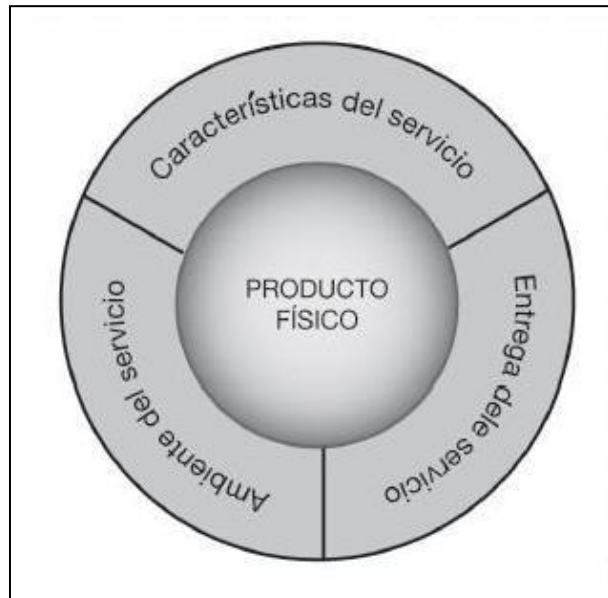 Características del servicio
PRODUCTO
FÍSICO
Ambiente del servicio
Entrega dele servicio